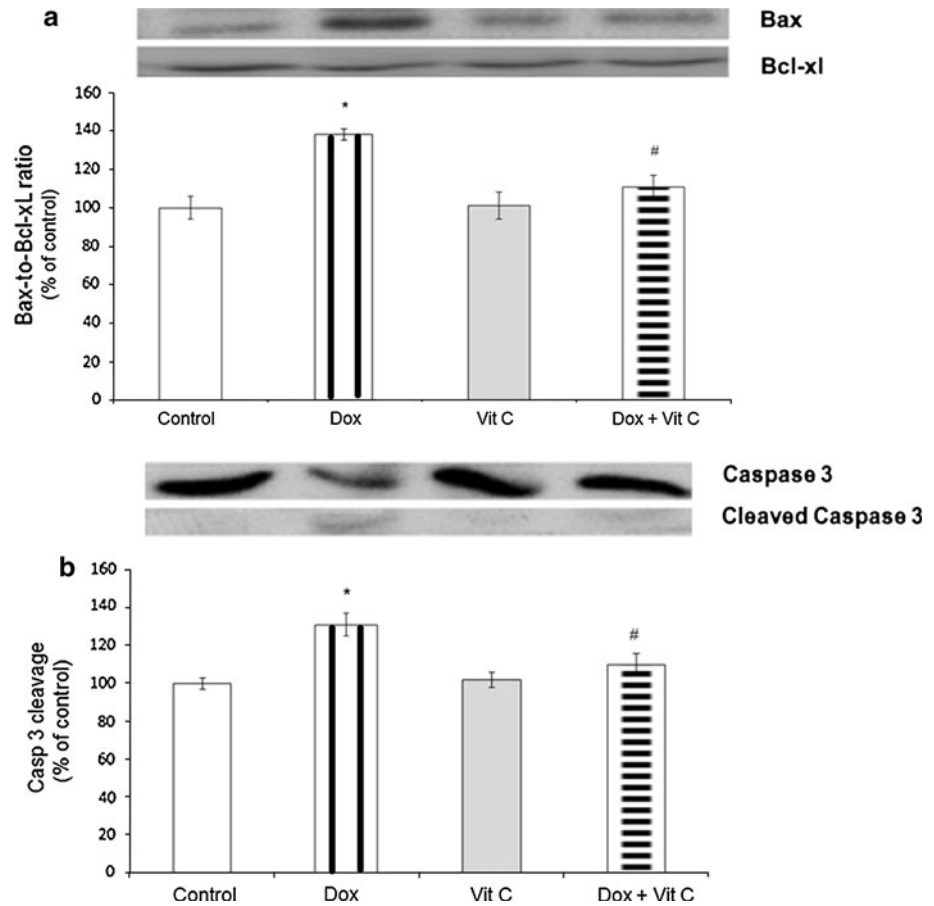 a
Bax
Bcl-xl
160
140
120
100
80
60
40
20
0
Bax-to-Bcl-xL ratio
(% of control)
*
#
Control Dox Vit C Dox + Vit C
Caspase 3
Cleaved Caspase 3
b
160
140
120
100
80
60
40
20
0
Casp 3 cleavage
(% of control)
*
#
Control Dox Vit C Dox + Vit C